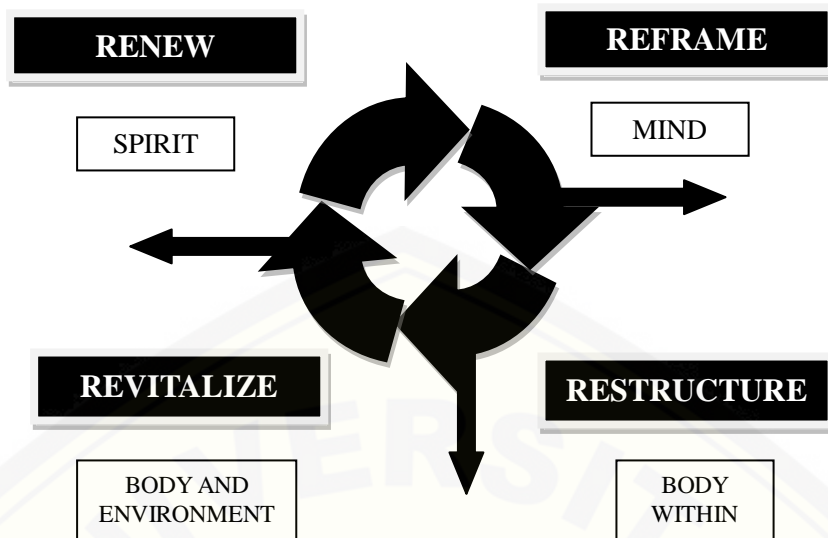 RENEW
REFRAME
SPIRIT
MIND
REVITALIZE
RESTRUCTURE
BODY AND
ENVIRONMENT
BODY
WITHIN